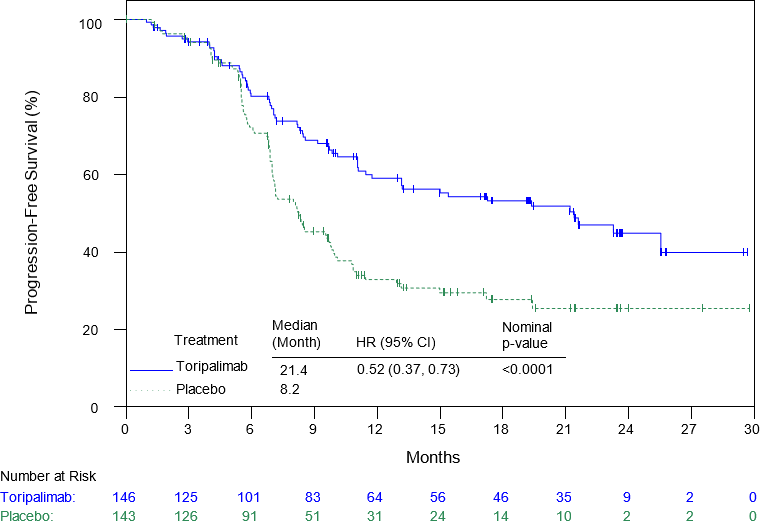 Progression-Free Survival (%)
100
80
60
40
20
0
Treatment Median (Month) HR (95% CI) Nominal p-value
Toripalimab 21.4 0.52 (0.37, 0.73) <0.0001
Placebo 8.2
0 3 6 9 12 15 18 21 24 27 30
Months
Number at Risk
Toripalimab: 146 125 101 83 64 56 46 35 9 2 0
Placebo: 143 126 91 51 31 24 14 10 2 2 0